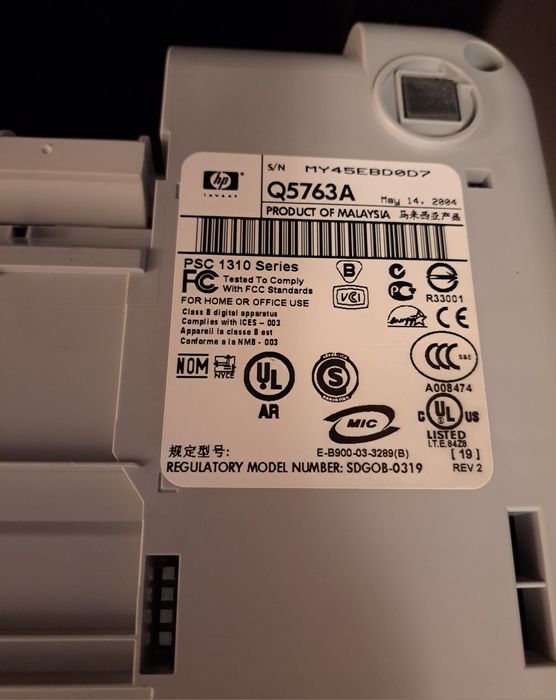 hp
invent
S/N MY45EBD0D7
Q5763A May 14, 2004
PRODUCT OF MALAYSIA 马来西亚产品
PSC 1310 Series
FC Tested To Comply
With FCC Standards
FOR HOME OR OFFICE USE
Class B digital apparatus
Complies with ICES - 003
Appareil la classe B est
Conforme a la NMB - 003
B
VCI
R33001
CE
NOM NYCE
UL
AR
S
CCC S&E
A008474
MIC
C UL US
LISTED
I.T.E. 84Z8
E-B900-03-3289(B) [ 19 ]
规定型号:
REGULATORY MODEL NUMBER: SDGOB-0319 REV 2